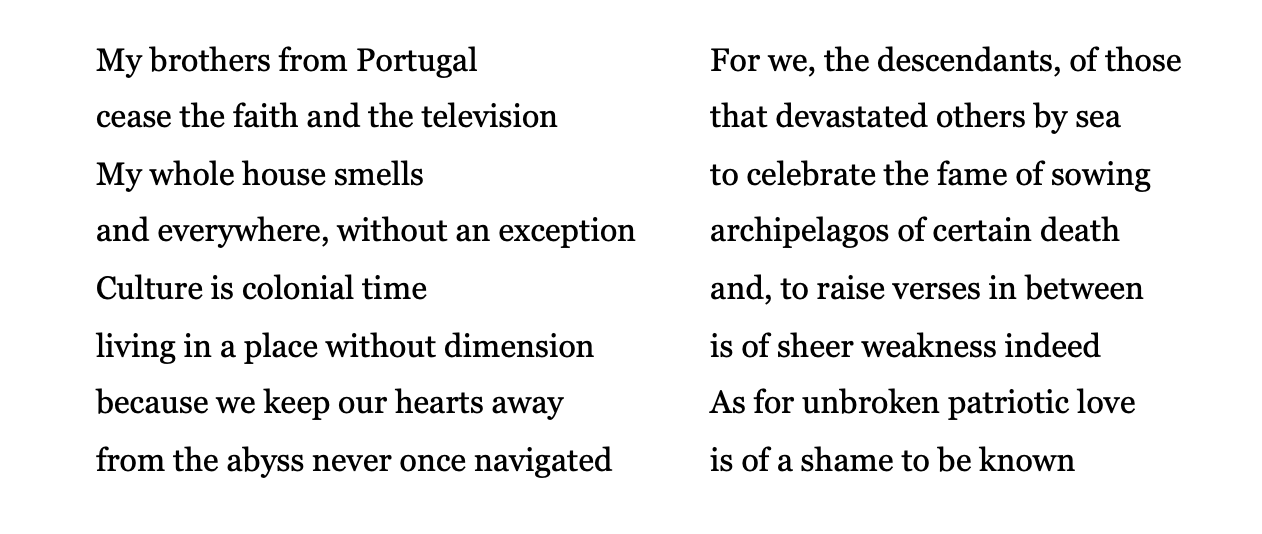 My brothers from Portugal
cease the faith and the television
My whole house smells
and everywhere, without an exception
Culture is colonial time
living in a place without dimension
because we keep our hearts away
from the abyss never once navigated
For we, the descendants, of those
that devastated others by sea
to celebrate the fame of sowing
archipelagos of certain death
and, to raise verses in between
is of sheer weakness indeed
As for unbroken patriotic love
is of a shame to be known